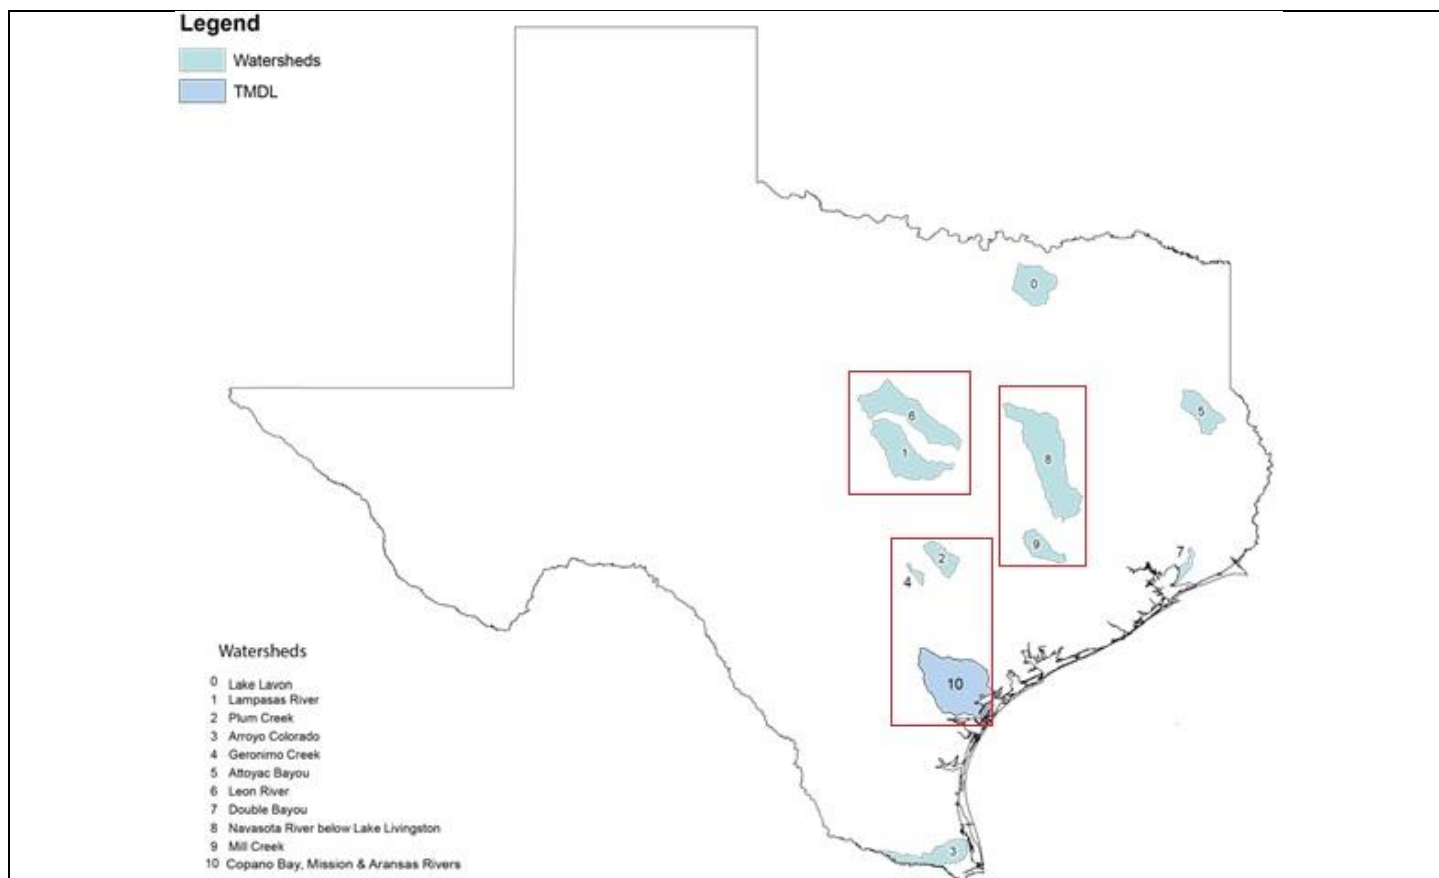 Legend
Watersheds
TMDL
0
6
1
8
5
9
2
4
7
10
3
Watersheds
0 Lake Lavon
1 Lampasas River
2 Plum Creek
3 Arroyo Colorado
4 Geronimo Creek
5 Attoyac Bayou
6 Leon River
7 Double Bayou
8 Navasota River below Lake Livingston
9 Mill Creek
10 Copano Bay, Mission & Aransas Rivers